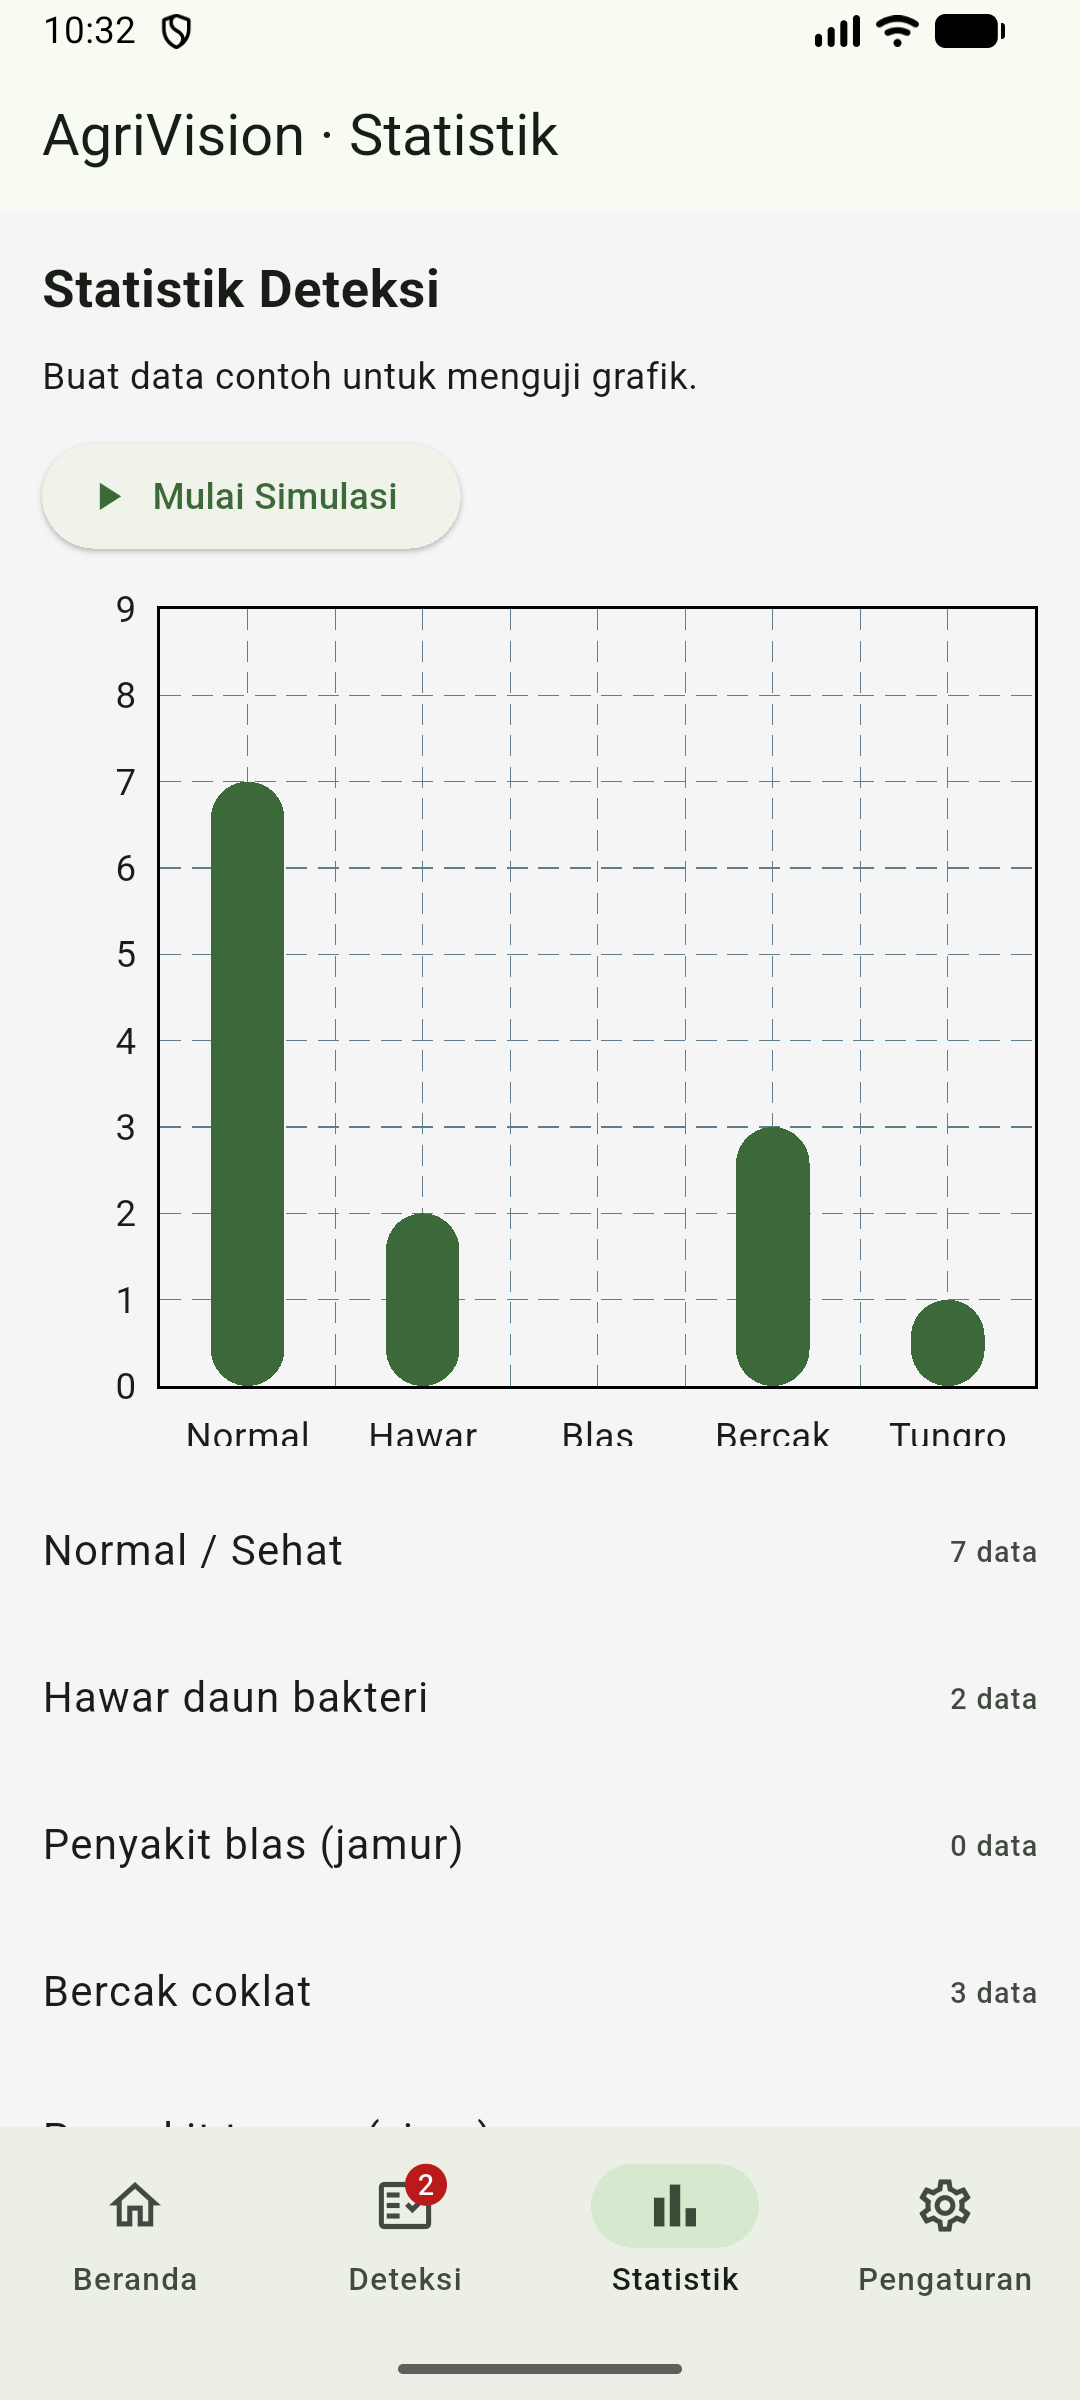 10:32
AgriVision · Statistik
Statistik Deteksi
Buat data contoh untuk menguji grafik.
Mulai Simulasi
9
8
7
6
5
4
3
2
1
0
Normal Hawar Blas Bercak Tungro
Normal / Sehat 7 data
Hawar daun bakteri 2 data
Penyakit blas (jamur) 0 data
Bercak coklat 3 data
2
Beranda Deteksi Statistik Pengaturan